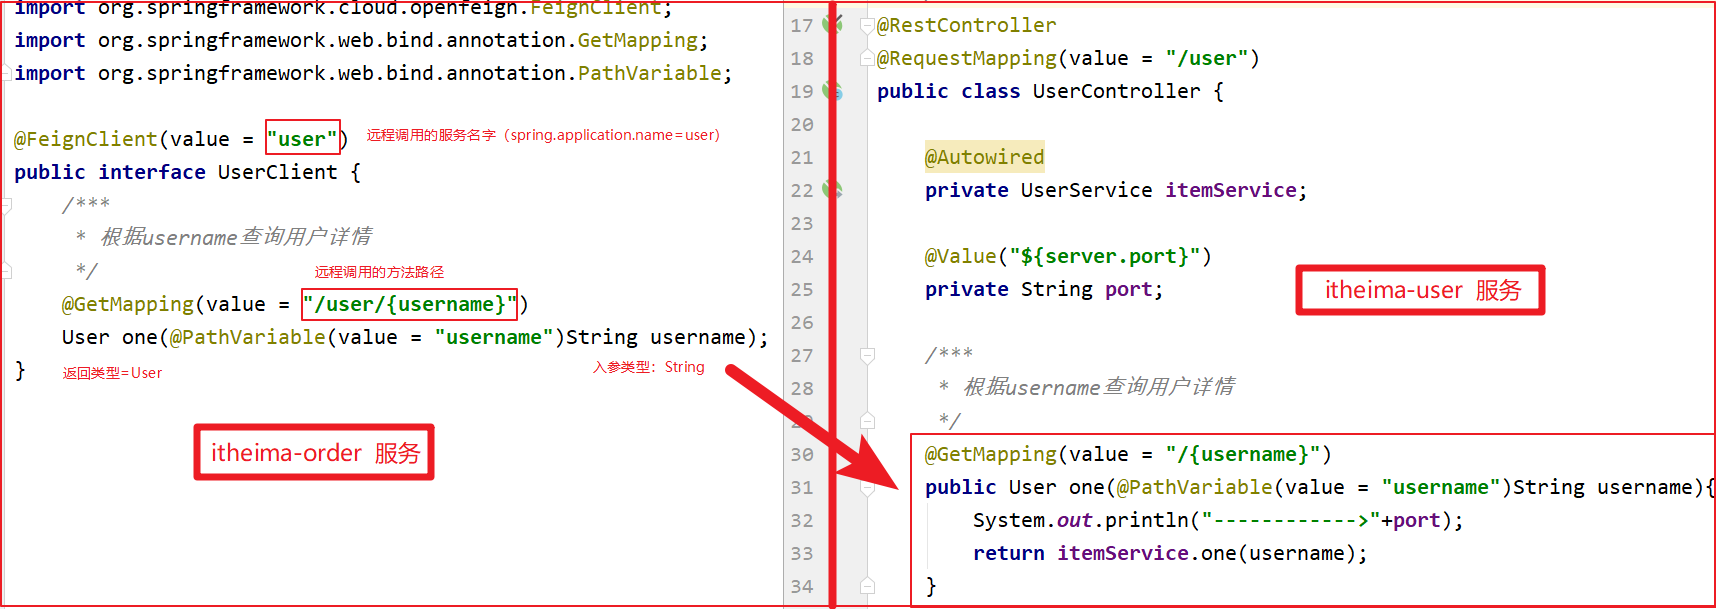 import org.springframework.cloud.openfeign.FeignClient;
import org.springframework.web.bind.annotation.GetMapping;
import org.springframework.web.bind.annotation.PathVariable;
@FeignClient(value = "user") 远程调用的服务名字（spring.application.name=user）
public interface UserClient {
/***
* 根据username查询用户详情
*/
远程调用的方法路径
@GetMapping(value = "/user/{username}")
User one(@PathVariable(value = "username")String username);
}
返回类型=User 入参类型：String
itheima-order 服务
17 @RestController
18 @RequestMapping(value = "/user")
19 public class UserController {
20
21 @Autowired
22 private UserService itemService;
23
24 @Value("${server.port}")
25 private String port;
itheima-user 服务
26
27 /***
28 * 根据username查询用户详情
29 */
30 @GetMapping(value = "/{username}")
31 public User one(@PathVariable(value = "username")String username){
32 System.out.println("------------>"+port);
33 return itemService.one(username);
34 }